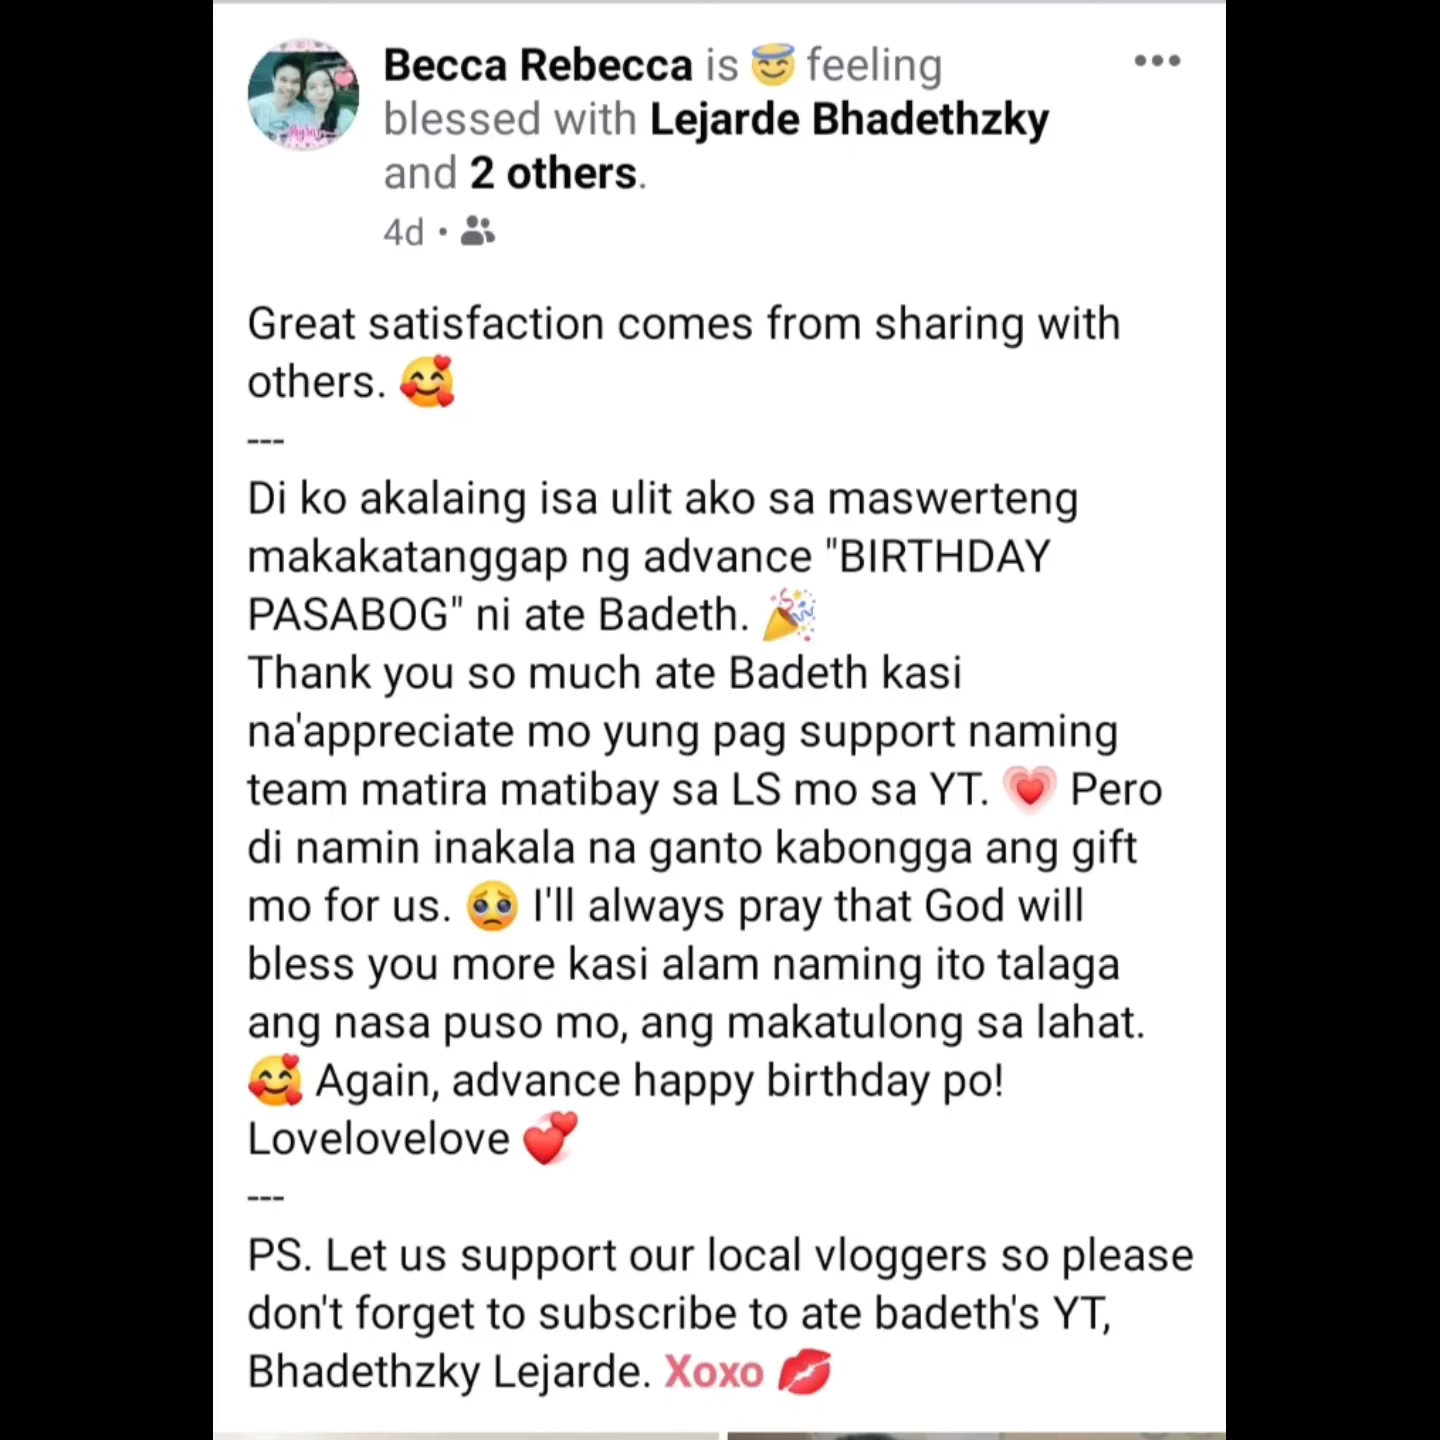 Becca Rebecca is 😇 feeling
blessed with Lejarde Bhadethzky
and 2 others.
4d •
Great satisfaction comes from sharing with
others. 🥰
---
Di ko akalaing isa ulit ako sa maswerteng
makakatanggap ng advance "BIRTHDAY
PASABOG" ni ate Badeth. 🎉
Thank you so much ate Badeth kasi
na'appreciate mo yung pag support naming
team matira matibay sa LS mo sa YT. 💗 Pero
di namin inakala na ganto kabongga ang gift
mo for us. 🥺 I'll always pray that God will
bless you more kasi alam naming ito talaga
ang nasa puso mo, ang makatulong sa lahat.
🥰 Again, advance happy birthday po!
Lovelovelove 💞
---
PS. Let us support our local vloggers so please
don't forget to subscribe to ate badeth's YT,
Bhadethzky Lejarde. Xoxo 💋